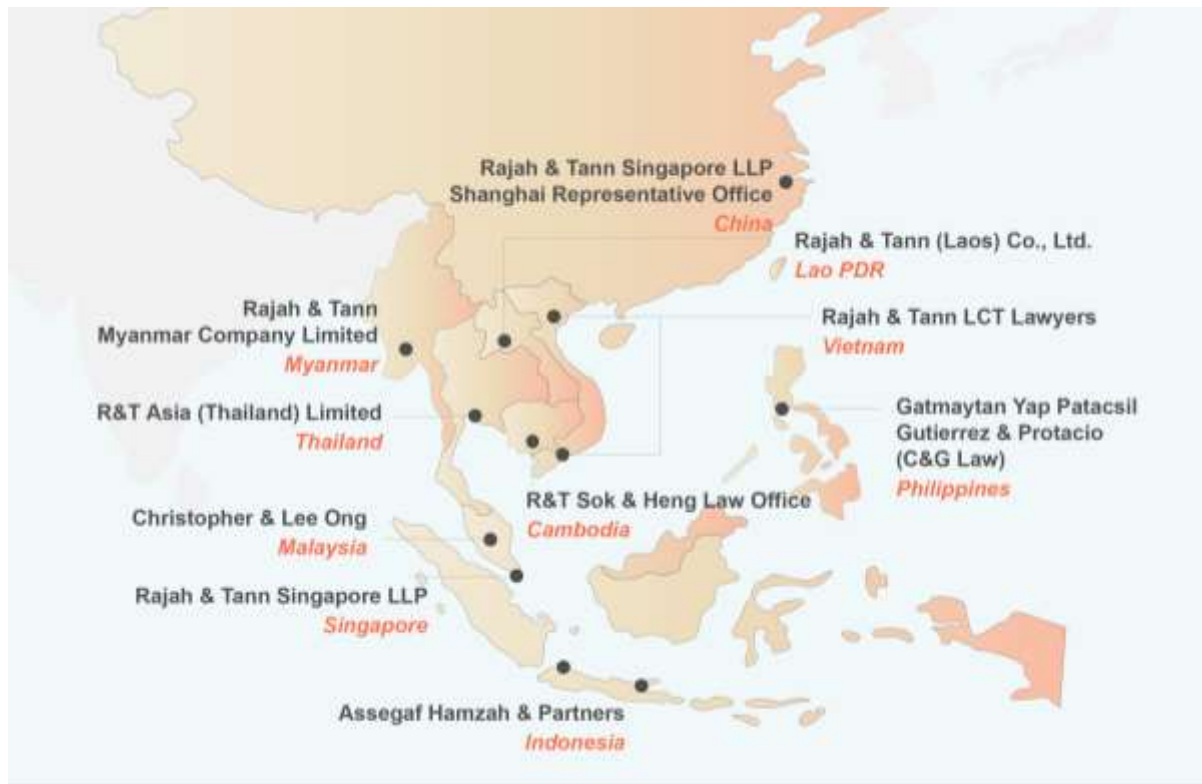 Rajah & Tann Singapore LLP
Shanghai Representative Office
China
Rajah & Tann (Laos) Co., Ltd.
Lao PDR
Rajah & Tann
Myanmar Company Limited
Myanmar
Rajah & Tann LCT Lawyers
Vietnam
R&T Asia (Thailand) Limited
Thailand
Gatmaytan Yap Patacsil
Gutierrez & Protacio
(C&G Law)
Philippines
R&T Sok & Heng Law Office
Cambodia
Christopher & Lee Ong
Malaysia
Rajah & Tann Singapore LLP
Singapore
Assegaf Hamzah & Partners
Indonesia